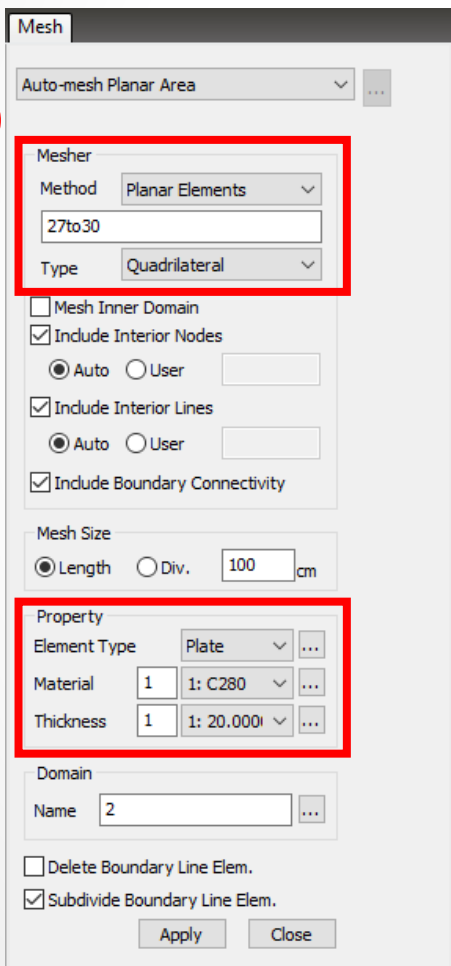 Mesh
Auto-mesh Planar Area
...
Mesher
Method Planar Elements
27to30
Type Quadrilateral
Mesh Inner Domain
Include Interior Nodes
Auto User
Include Interior Lines
Auto User
Include Boundary Connectivity
Mesh Size
Length Div. 100 cm
Property
Element Type Plate ...
Material 1 1: C280 ...
Thickness 1 1: 20.000 ...
Domain
Name 2 ...
Delete Boundary Line Elem.
Subdivide Boundary Line Elem.
Apply Close